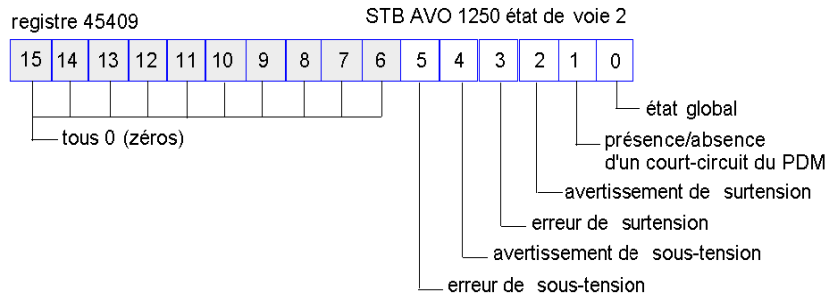 registre 45409
STB AVO 1250 état de voie 2
15 14 13 12 11 10 9 8 7 6 5 4 3 2 1 0
état global
tous 0 (zéros)
présence/absence
d'un court-circuit du PDM
avertissement de surtension
erreur de surtension
avertissement de sous-tension
erreur de sous-tension